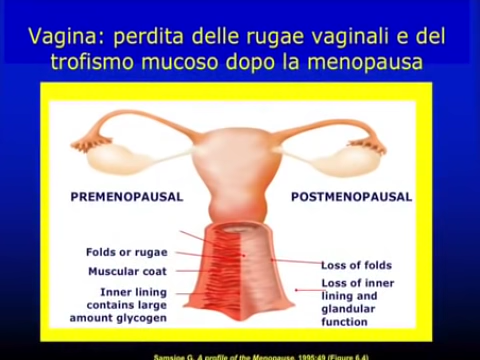 Vagina: perdita delle rugae vaginali e del
trofismo mucoso dopo la menopausa
PREMENOPAUSAL
POSTMENOPAUSAL
Folds or rugae
Muscular coat
Inner lining
contains large
amount glycogen
Loss of folds
Loss of inner
lining and
glandular
function
Samsioe G. A profile of the Menopause, 1995:49 (Figure 6.4)